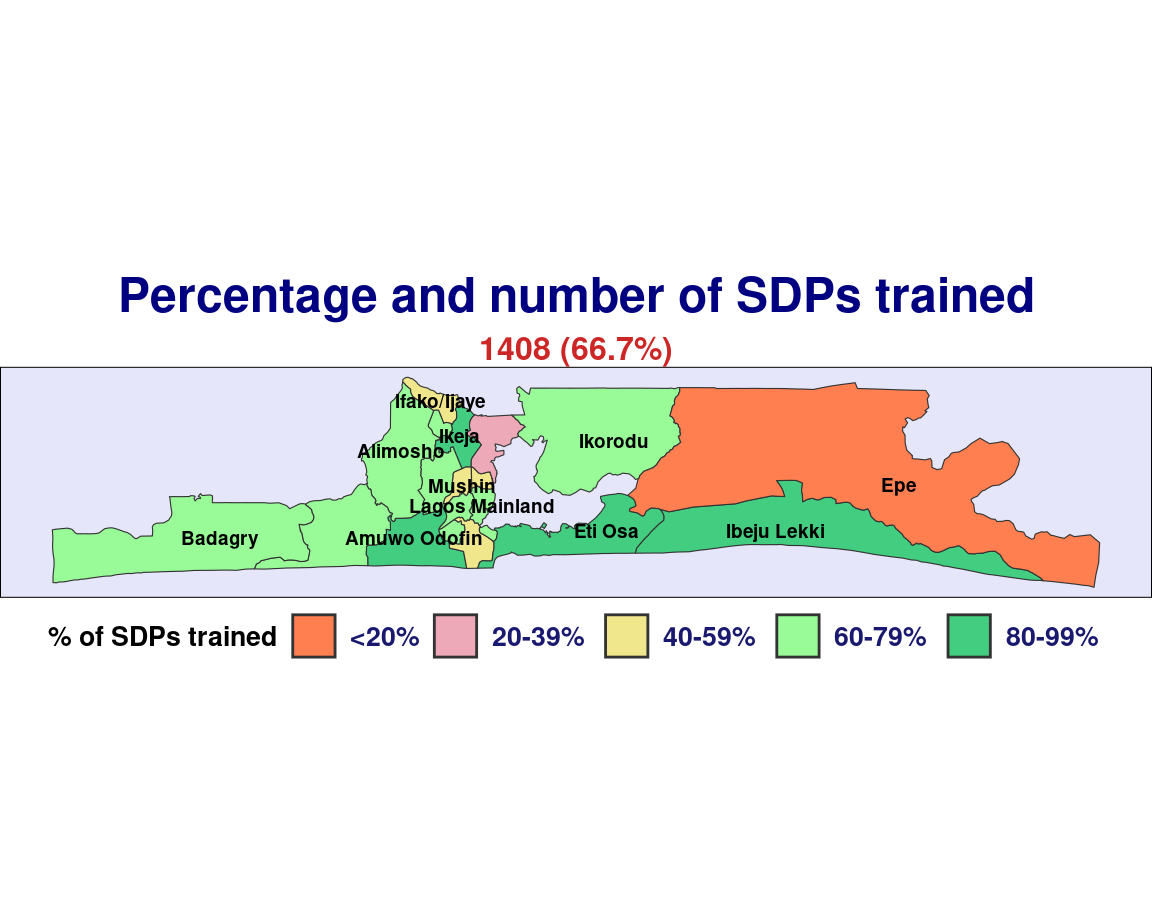 Percentage and number of SDPs trained
1408 (66.7%)
Ifako/Ijaye
Ikeja
Ikorodu
Alimosho
Mushin
Epe
Lagos Mainland
Badagry
Amuwo Odofin
Eti Osa
Ibeju Lekki
% of SDPs trained <20% 20-39% 40-59% 60-79% 80-99%